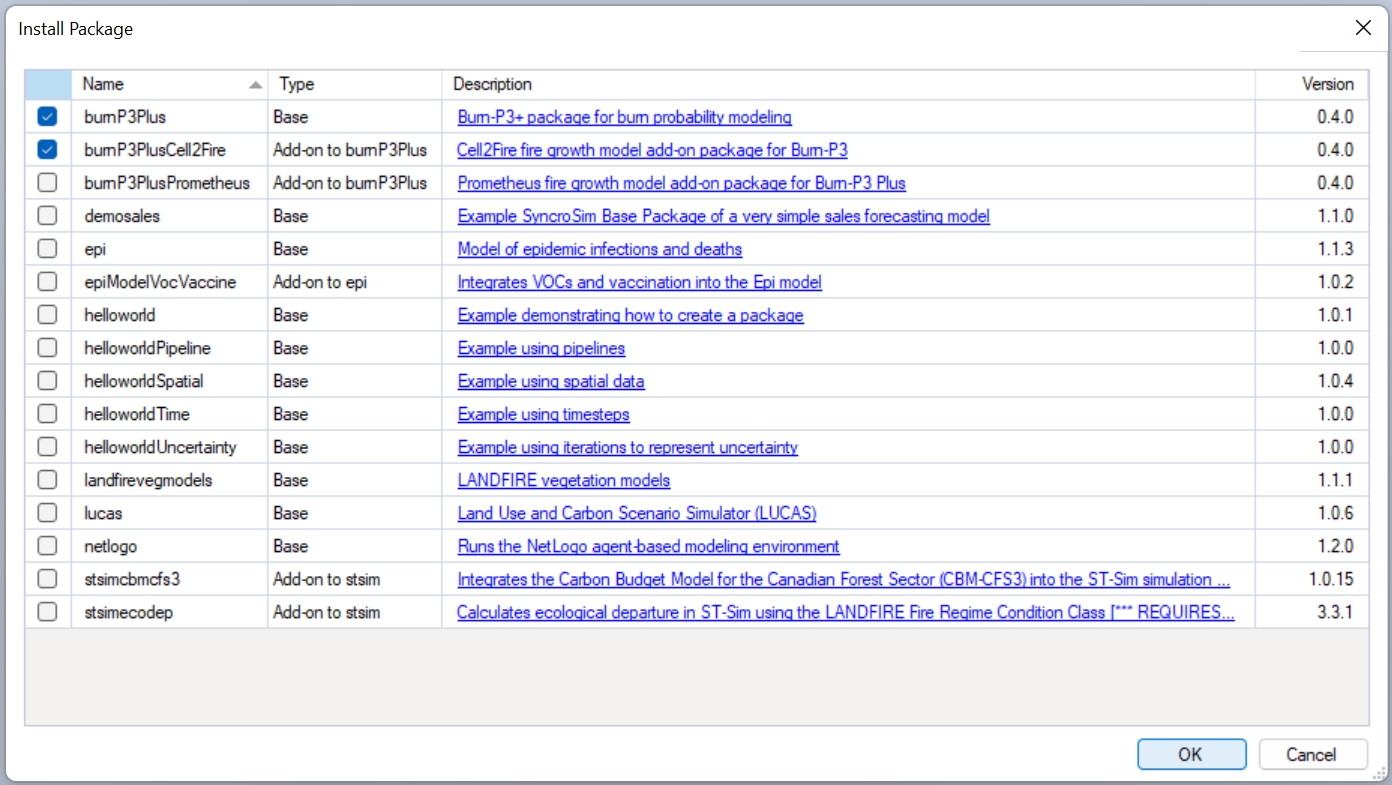 Install Package
Name Type Description Version
burnP3Plus Base Burn-P3+ package for burn probability modeling 0.4.0
burnP3PlusCell2Fire Add-on to burnP3Plus Cell2Fire fire growth model add-on package for Burn-P3 0.4.0
burnP3PlusPrometheus Add-on to burnP3Plus Prometheus fire growth model add-on package for Burn-P3 Plus 0.4.0
demosales Base Example SyncroSim Base Package of a very simple sales forecasting model 1.1.0
epi Base Model of epidemic infections and deaths 1.1.3
epiModelVocVaccine Add-on to epi Integrates VOCs and vaccination into the Epi model 1.0.2
helloworld Base Example demonstrating how to create a package 1.0.1
helloworldPipeline Base Example using pipelines 1.0.0
helloworldSpatial Base Example using spatial data 1.0.4
helloworldTime Base Example using timesteps 1.0.0
helloworldUncertainty Base Example using iterations to represent uncertainty 1.0.0
landfirevegmodels Base LANDFIRE vegetation models 1.1.1
lucas Base Land Use and Carbon Scenario Simulator (LUCAS) 1.0.6
netlogo Base Runs the NetLogo agent-based modeling environment 1.2.0
stsimcbmcfs3 Add-on to stsim Integrates the Carbon Budget Model for the Canadian Forest Sector (CBM-CFS3) into the ST-Sim simulation ... 1.0.15
stsimecodep Add-on to stsim Calculates ecological departure in ST-Sim using the LANDFIRE Fire Regime Condition Class [*** REQUIRES... 3.3.1
OK Cancel